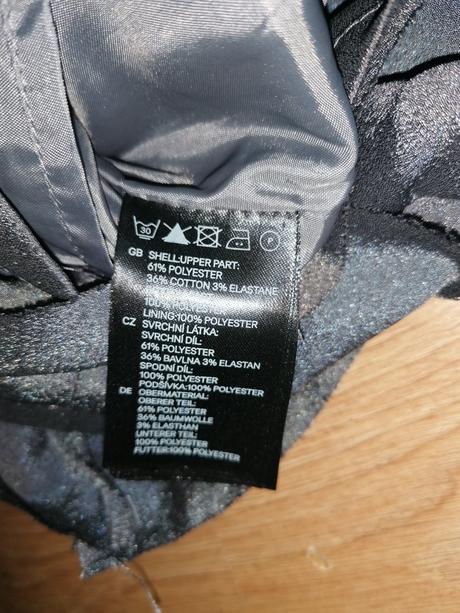 30 P
GB SHELL:UPPER PART:
61% POLYESTER
36% COTTON 3% ELASTANE
100% POLYESTER
LINING:100% POLYESTER
CZ SVRCHNÍ LÁTKA:
SVRCHNÍ DÍL:
61% POLYESTER
36% BAVLNA 3% ELASTAN
SPODNÍ DÍL:
100% POLYESTER
PODŠÍVKA:100% POLYESTER
DE OBERMATERIAL:
OBERER TEIL:
61% POLYESTER
36% BAUMWOLLE
3% ELASTHAN
UNTERER TEIL:
100% POLYESTER
FUTTER:100% POLYESTER